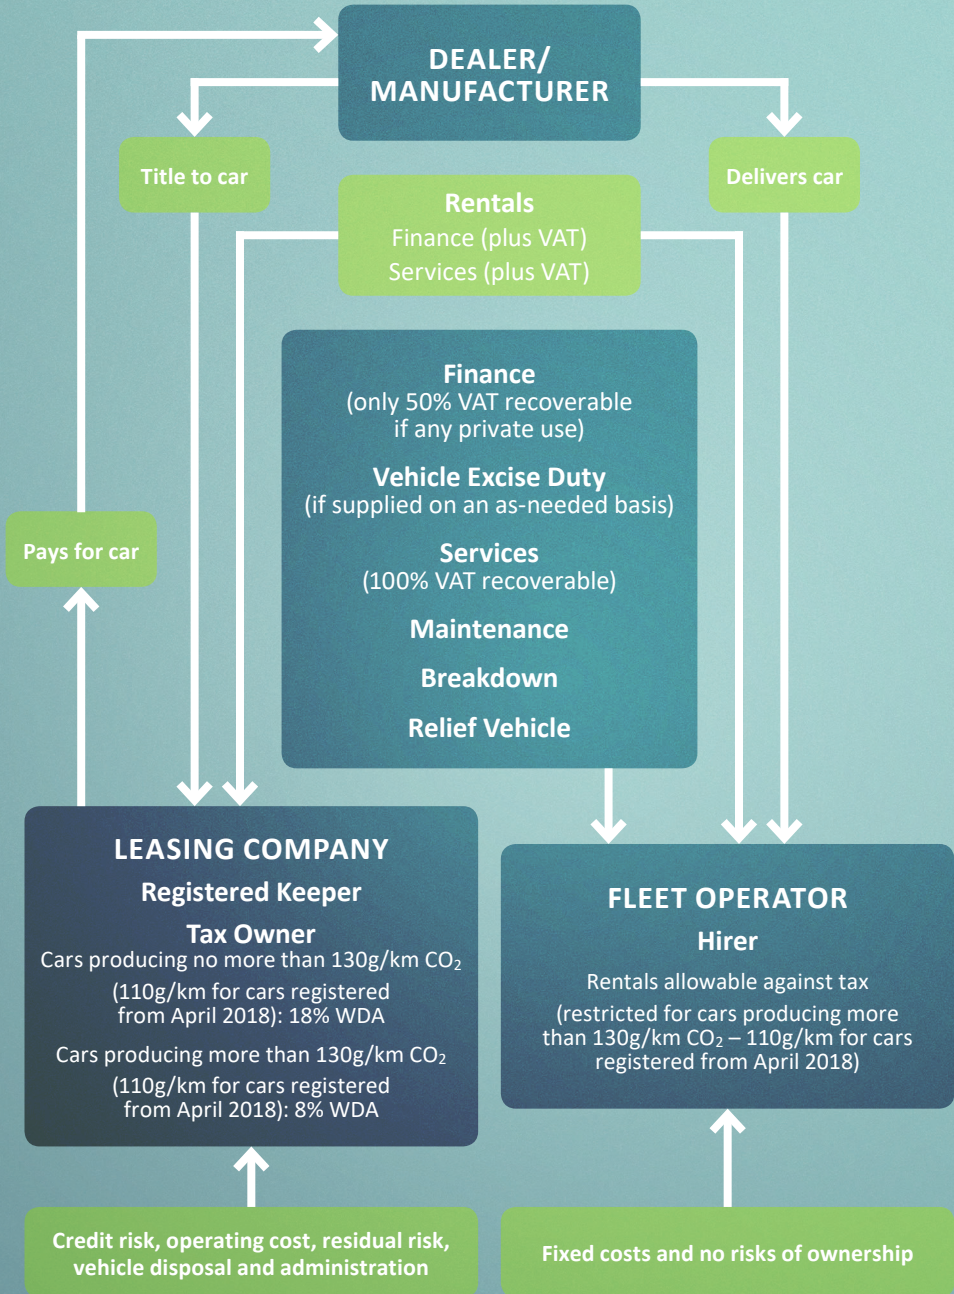 DEALER/
MANUFACTURER
Title to car
Delivers car
Rentals
Finance (plus VAT)
Services (plus VAT)
Finance
(only 50% VAT recoverable
if any private use)
Vehicle Excise Duty
(if supplied on an as-needed basis)
Services
(100% VAT recoverable)
Maintenance
Breakdown
Relief Vehicle
Pays for car
LEASING COMPANY
Registered Keeper
Tax Owner
Cars producing no more than 130g/km CO₂
(110g/km for cars registered
from April 2018): 18% WDA
Cars producing more than 130g/km CO₂
(110g/km for cars registered
from April 2018): 8% WDA
FLEET OPERATOR
Hirer
Rentals allowable against tax
(restricted for cars producing more
than 130g/km CO₂ – 110g/km for cars
registered from April 2018)
Credit risk, operating cost, residual risk,
vehicle disposal and administration
Fixed costs and no risks of ownership